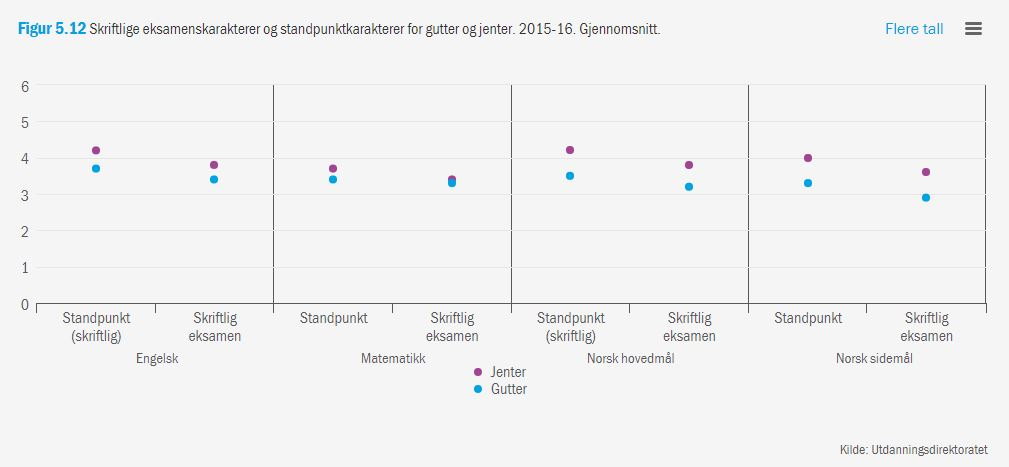 Figur 5.12 Skriftlige eksamenskarakterer og standpunktkarakterer for gutter og jenter. 2015-16. Gjennomsnitt.
Flere tall
6
5
4
3
2
1
0
Standpunkt (skriftlig)
Skriftlig eksamen
Standpunkt
Skriftlig eksamen
Standpunkt (skriftlig)
Skriftlig eksamen
Standpunkt
Skriftlig eksamen
Engelsk
Matematikk
Norsk hovedmål
Norsk sidemål
Jenter
Gutter
Kilde: Utdanningsdirektoratet